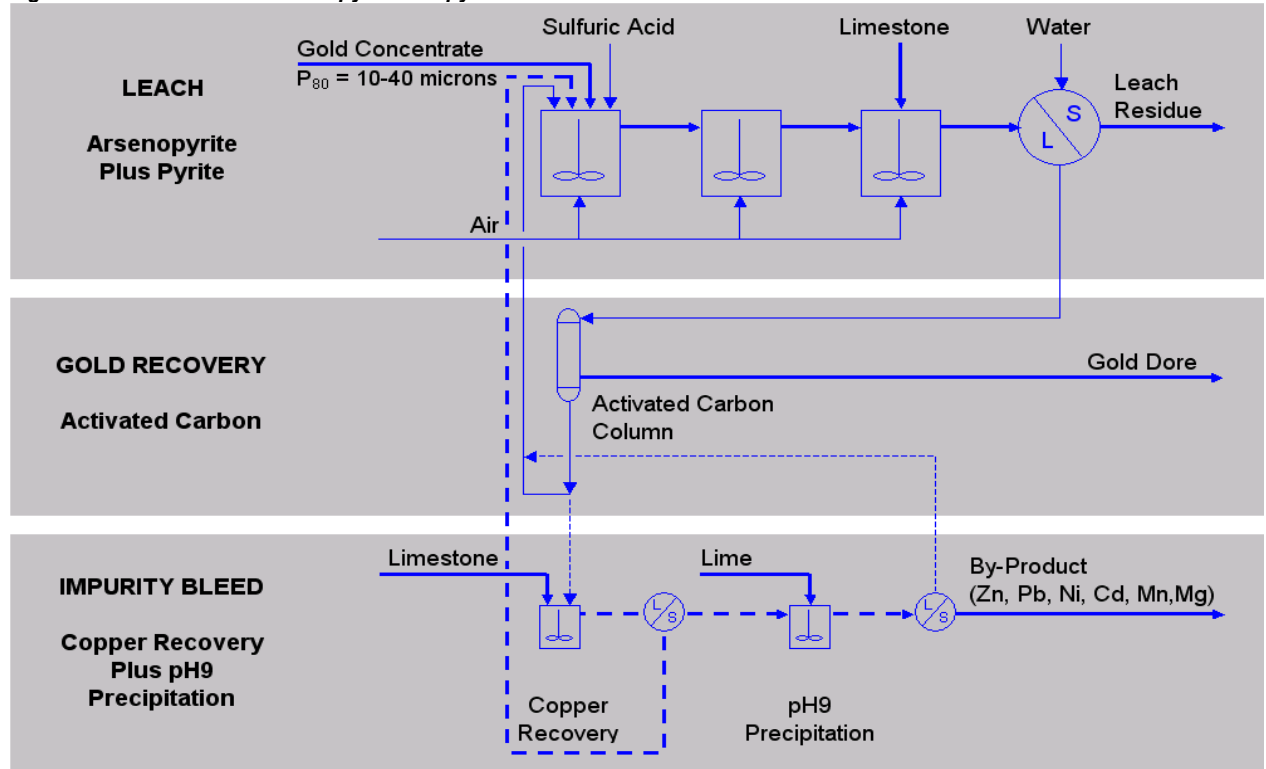 Sulfuric Acid
Limestone
Water
Gold Concentrate
P80 = 10-40 microns
LEACH
Arsenopyrite
Plus Pyrite
Leach
Residue
S
L
Air
GOLD RECOVERY
Activated Carbon
Gold Dore
Activated Carbon
Column
Limestone
Lime
By-Product
(Zn, Pb, Ni, Cd, Mn,Mg)
IMPURITY BLEED
Copper Recovery
Plus pH9
Precipitation
L/S
L/S
Copper
Recovery
pH9
Precipitation